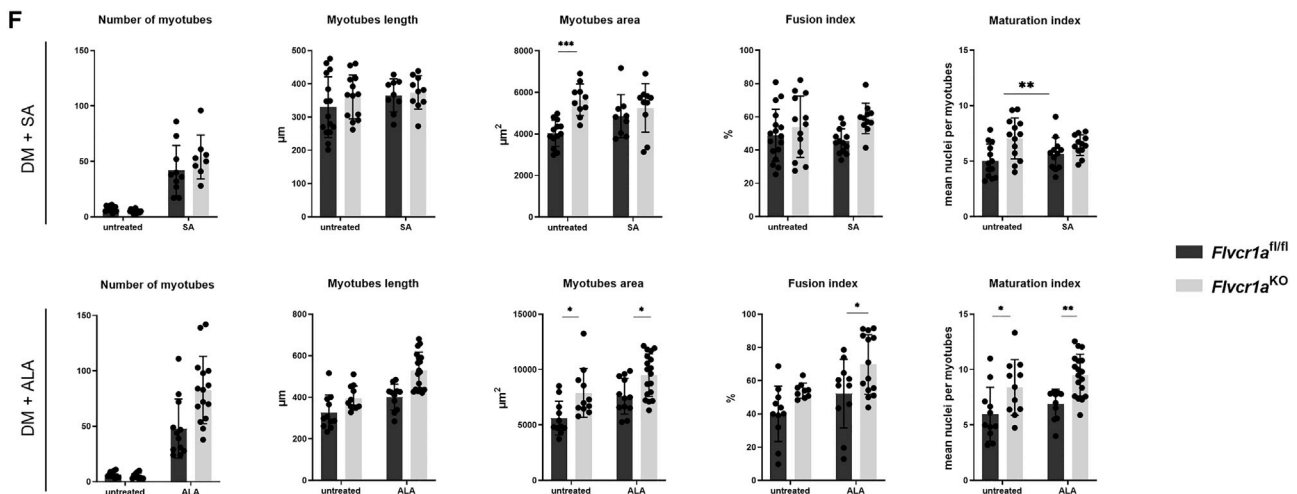 F
DM + SA
Number of myotubes
150
100
50
0
untreated SA
Myotubes length
µm
500
400
300
200
100
0
untreated SA
Myotubes area
µm²
8000
6000
4000
2000
0
***
untreated SA
Fusion index
%
100
80
60
40
20
0
untreated SA
Maturation index
mean nuclei per myotubes
15
10
5
0
**
untreated SA
DM + ALA
Number of myotubes
150
100
50
0
untreated ALA
Myotubes length
µm
800
600
400
200
0
untreated ALA
Myotubes area
µm²
15000
10000
5000
0
* *
untreated ALA
Fusion index
%
100
80
60
40
20
0
*
untreated ALA
Maturation index
mean nuclei per myotubes
15
10
5
0
* **
untreated ALA
Flvcr1a fl/fl
Flvcr1a KO